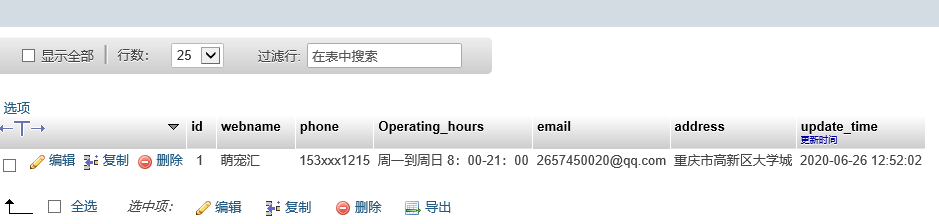 显示全部 行数： 25 过滤行: 在表中搜索
选项
id webname phone Operating_hours email address update_time
更新时间
编辑 复制 删除 1 萌宠汇 153xxx1215 周一到周日 8：00-21：00 2657450020@qq.com 重庆市高新区大学城 2020-06-26 12:52:02
全选 选中项： 编辑 复制 删除 导出